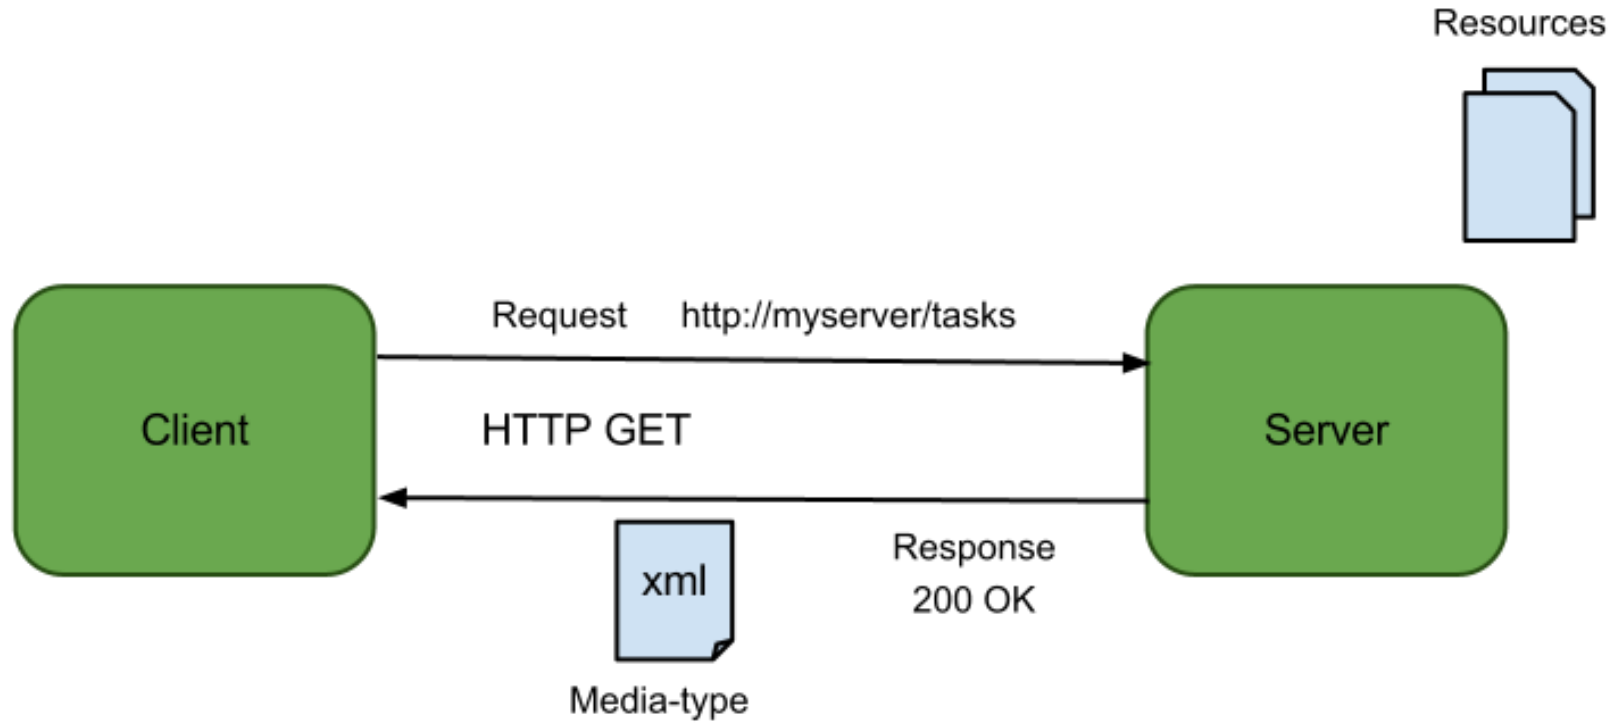 Resources
Request http://myserver/tasks
Client
HTTP GET
Server
Response
200 OK
xml
Media-type